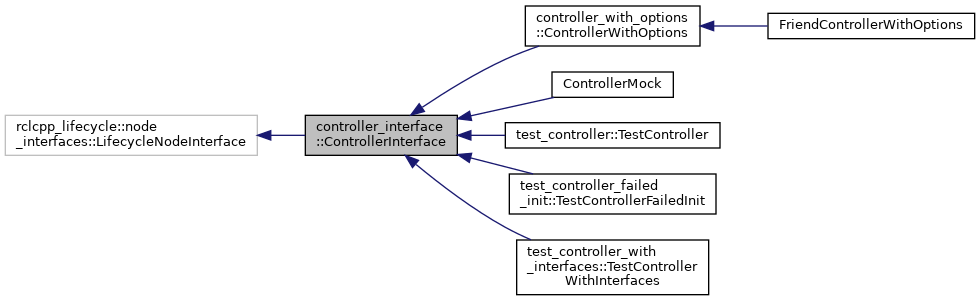 rclcpp_lifecycle::node
_interfaces::LifecycleNodeInterface
controller_interface
::ControllerInterface
controller_with_options
::ControllerWithOptions
FriendControllerWithOptions
ControllerMock
test_controller::TestController
test_controller_failed
_init::TestControllerFailedInit
test_controller_with
_interfaces::TestController
WithInterfaces